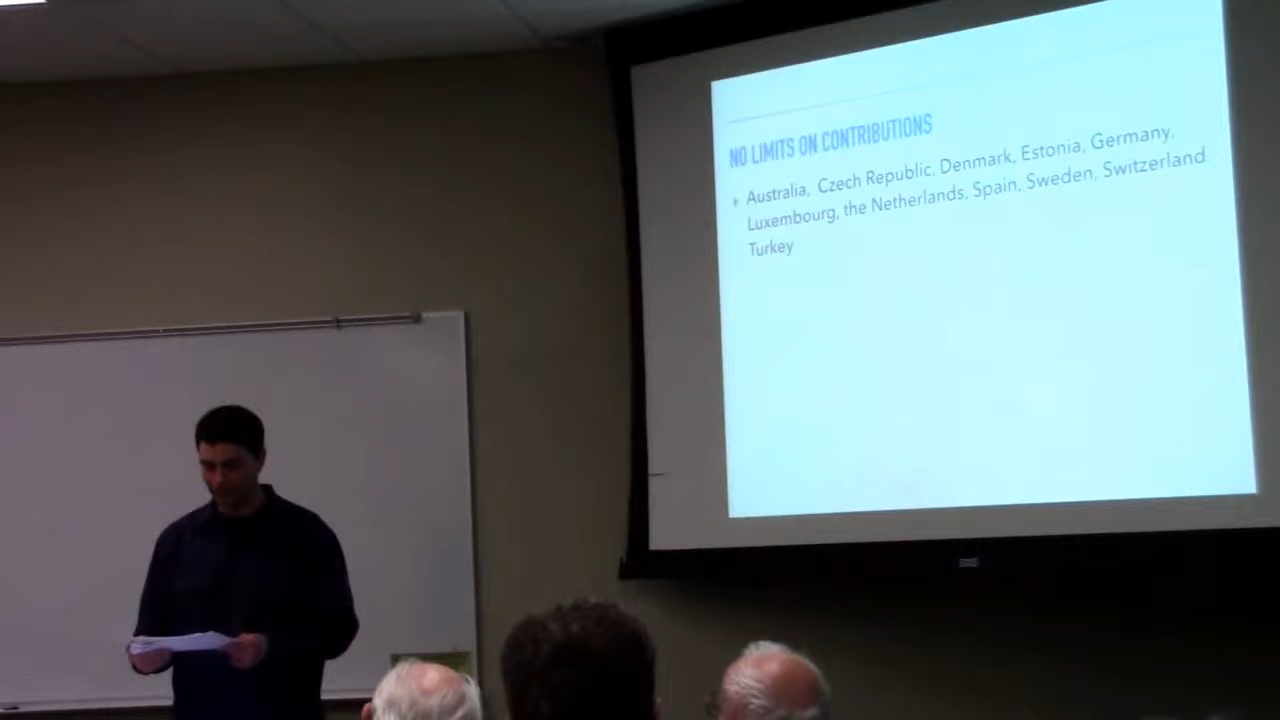 NO LIMITS ON CONTRIBUTIONS
Australia, Czech Republic, Denmark, Estonia, Germany,
Luxembourg, the Netherlands, Spain, Sweden, Switzerland
Turkey